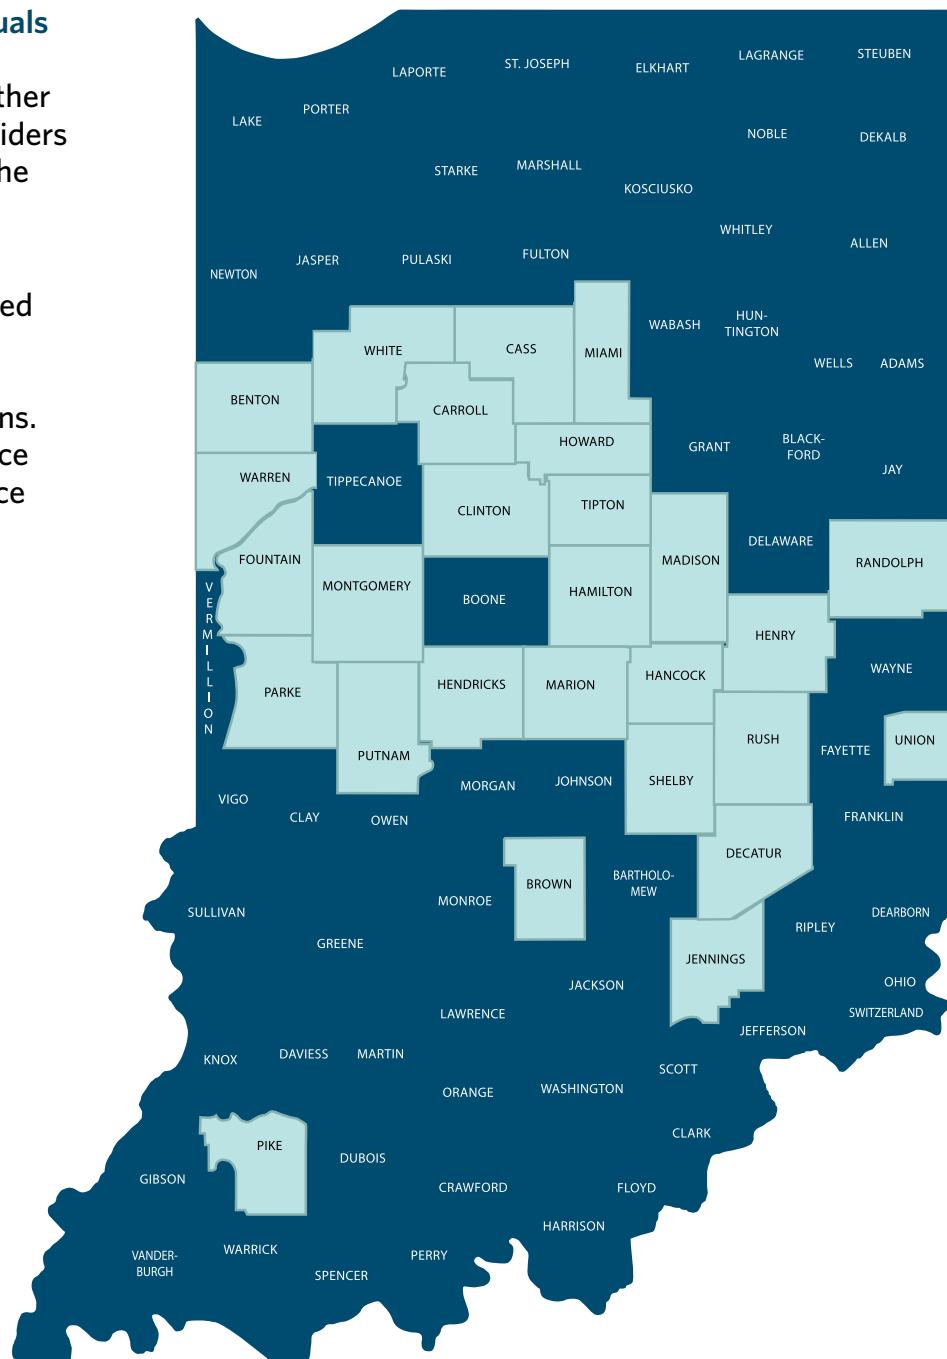 uals
ther
iders
he
ed
ns.
ce
ce
LAPORTE
ST. JOSEPH
ELKHART
LAGRANGE
STEUBEN
LAKE
PORTER
NOBLE
DEKALB
STARKE
MARSHALL
KOSCIUSKO
WHITLEY
ALLEN
NEWTON
JASPER
PULASKI
FULTON
WABASH
HUN-
TINGTON
WELLS
ADAMS
WHITE
CASS
MIAMI
BENTON
CARROLL
HOWARD
GRANT
BLACK-
FORD
JAY
WARREN
TIPPECANOE
CLINTON
TIPTON
DELAWARE
RANDOLPH
FOUNTAIN
MONTGOMERY
BOONE
HAMILTON
MADISON
HENRY
WAYNE
VERMILLION
PARKE
HENDRICKS
MARION
HANCOCK
PUTNAM
RUSH
FAYETTE
UNION
MORGAN
JOHNSON
SHELBY
VIGO
CLAY
OWEN
FRANKLIN
DECATUR
BROWN
BARTHOLO-
MEW
MONROE
SULLIVAN
GREENE
RIPLEY
DEARBORN
JENNINGS
JACKSON
OHIO
LAWRENCE
SWITZERLAND
JEFFERSON
KNOX
DAVIESS
MARTIN
SCOTT
ORANGE
WASHINGTON
PIKE
DUBOIS
CLARK
GIBSON
CRAWFORD
FLOYD
HARRISON
VANDER-
BURGH
WARRICK
PERRY
SPENCER